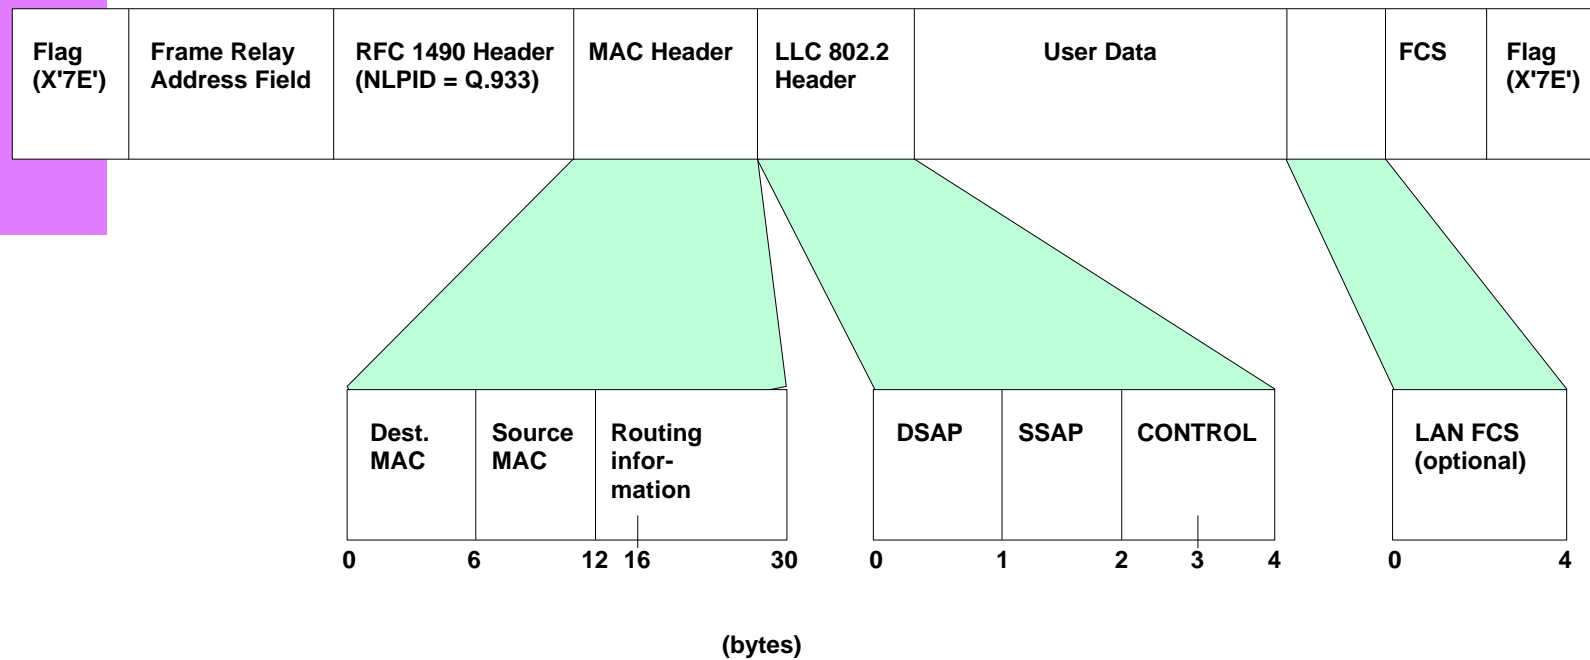 Flag
(X'7E')
Frame Relay
Address Field
RFC 1490 Header
(NLPID = Q.933)
MAC Header
LLC 802.2
Header
User Data
FCS
Flag
(X'7E')
Dest.
MAC
Source
MAC
Routing
infor-
mation
DSAP
SSAP
CONTROL
LAN FCS
(optional)
0 6 12 16 30
0 1 2 3 4
0 4
(bytes)